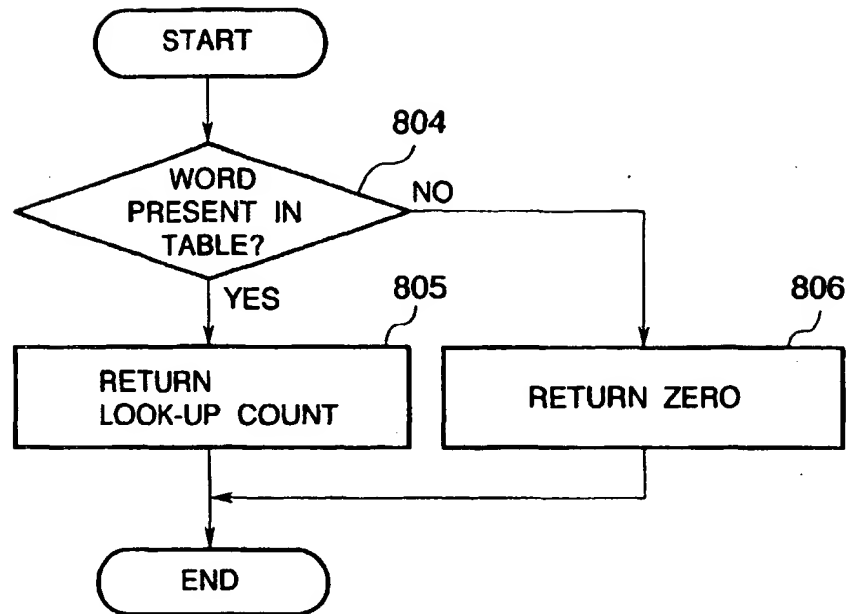 START
804
WORD
PRESENT IN
TABLE?
NO
YES
805
806
RETURN
LOOK-UP COUNT
RETURN ZERO
END